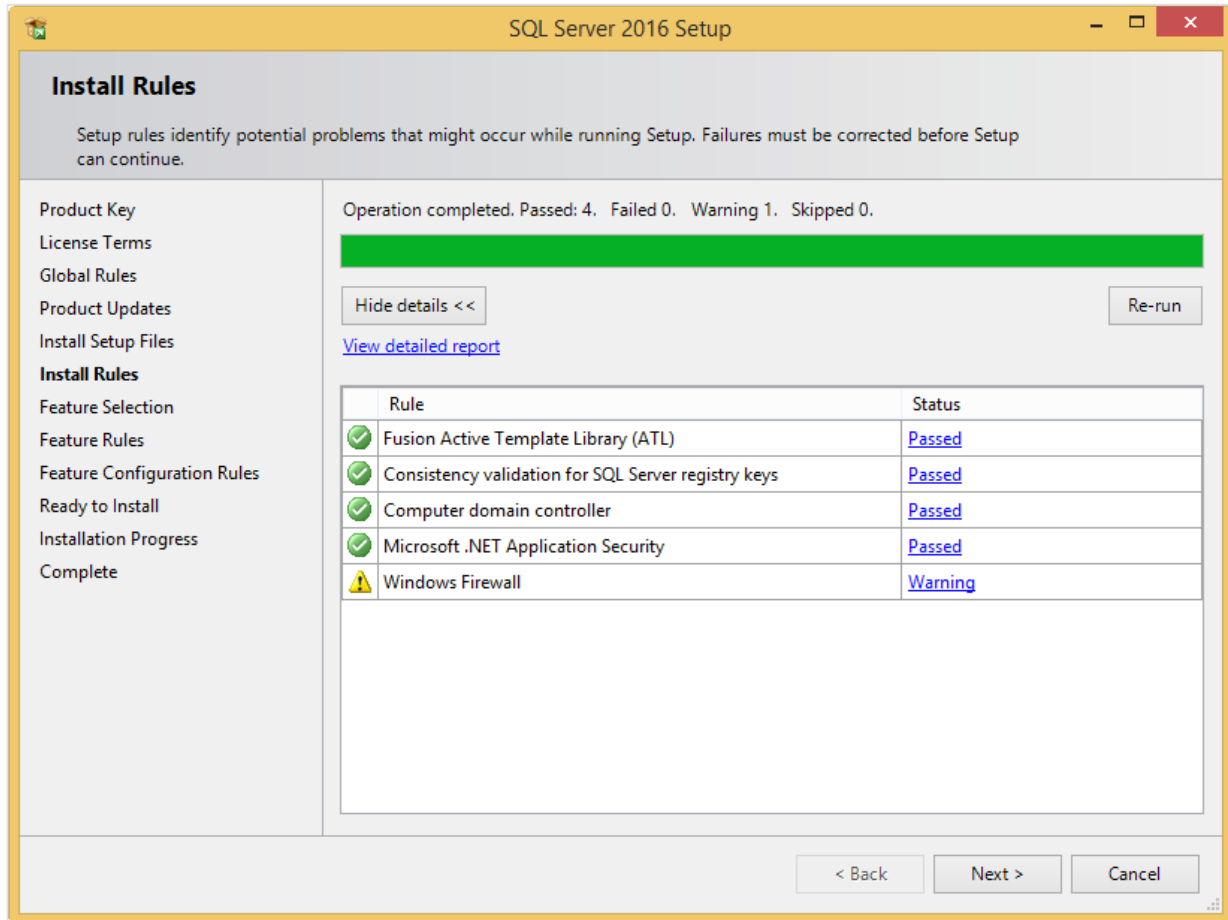 SQL Server 2016 Setup
Install Rules
Setup rules identify potential problems that might occur while running Setup. Failures must be corrected before Setup
can continue.
Product Key
License Terms
Global Rules
Product Updates
Install Setup Files
Install Rules
Feature Selection
Feature Rules
Feature Configuration Rules
Ready to Install
Installation Progress
Complete
Operation completed. Passed: 4.   Failed 0.   Warning 1.   Skipped 0.
Hide details <<
Re-run
View detailed report
Rule Status
Fusion Active Template Library (ATL) Passed
Consistency validation for SQL Server registry keys Passed
Computer domain controller Passed
Microsoft .NET Application Security Passed
Windows Firewall Warning
< Back Next > Cancel